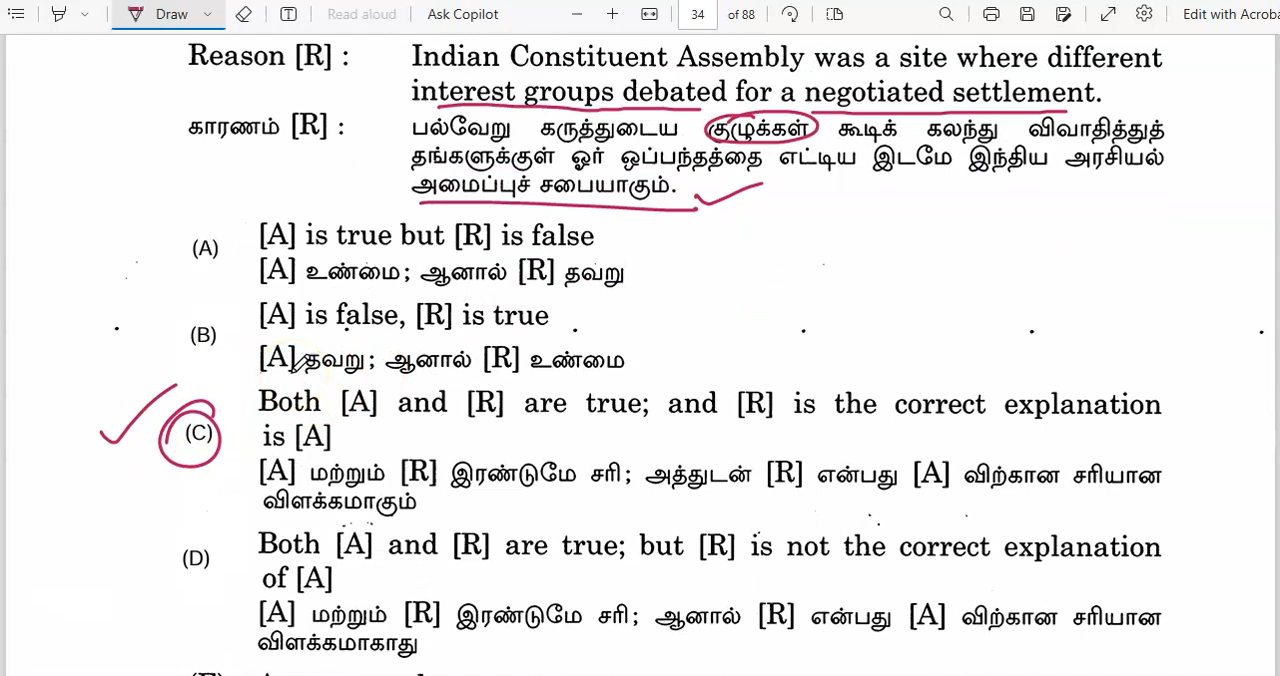 Draw Read aloud Ask Copilot 34 of 88 Edit with Acroba
Reason [R] : Indian Constituent Assembly was a site where different
interest groups debated for a negotiated settlement.
காரணம் [R] : பல்வேறு கருத்துடைய குழுக்கள் கூடிக் கலந்து விவாதித்துத்
தங்களுக்குள் ஓர் ஒப்பந்தத்தை எட்டிய இடமே இந்திய அரசியல்
அமைப்புச் சபையாகும்.
(A) [A] is true but [R] is false
[A] உண்மை; ஆனால் [R] தவறு
(B) [A] is false, [R] is true
[A] தவறு; ஆனால் [R] உண்மை
(C) Both [A] and [R] are true; and [R] is the correct explanation
is [A]
[A] மற்றும் [R] இரண்டுமே சரி; அத்துடன் [R] என்பது [A] விற்கான சரியான
விளக்கமாகும்
(D) Both [A] and [R] are true; but [R] is not the correct explanation
of [A]
[A] மற்றும் [R] இரண்டுமே சரி; ஆனால் [R] என்பது [A] விற்கான சரியான
விளக்கமாகாது